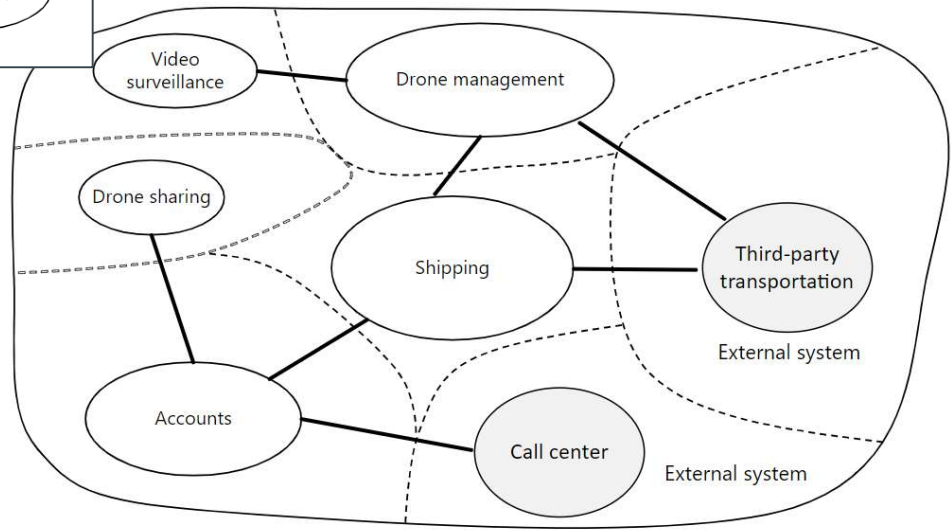 Video
surveillance
Drone management
Drone sharing
Shipping
Third-party
transportation
External system
Accounts
Call center
External system